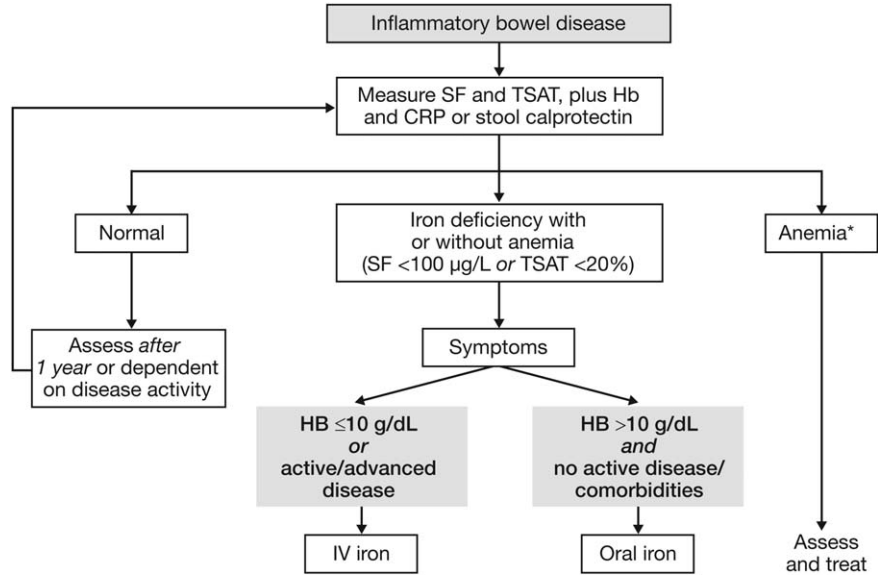 Inflammatory bowel disease
Measure SF and TSAT, plus Hb
and CRP or stool calprotectin
Normal
Iron deficiency with
or without anemia
(SF <100 µg/L or TSAT <20%)
Anemia*
Assess after
1 year or dependent
on disease activity
Symptoms
HB ≤10 g/dL
or
active/advanced
disease
HB >10 g/dL
and
no active disease/
comorbidities
IV iron
Oral iron
Assess
and treat